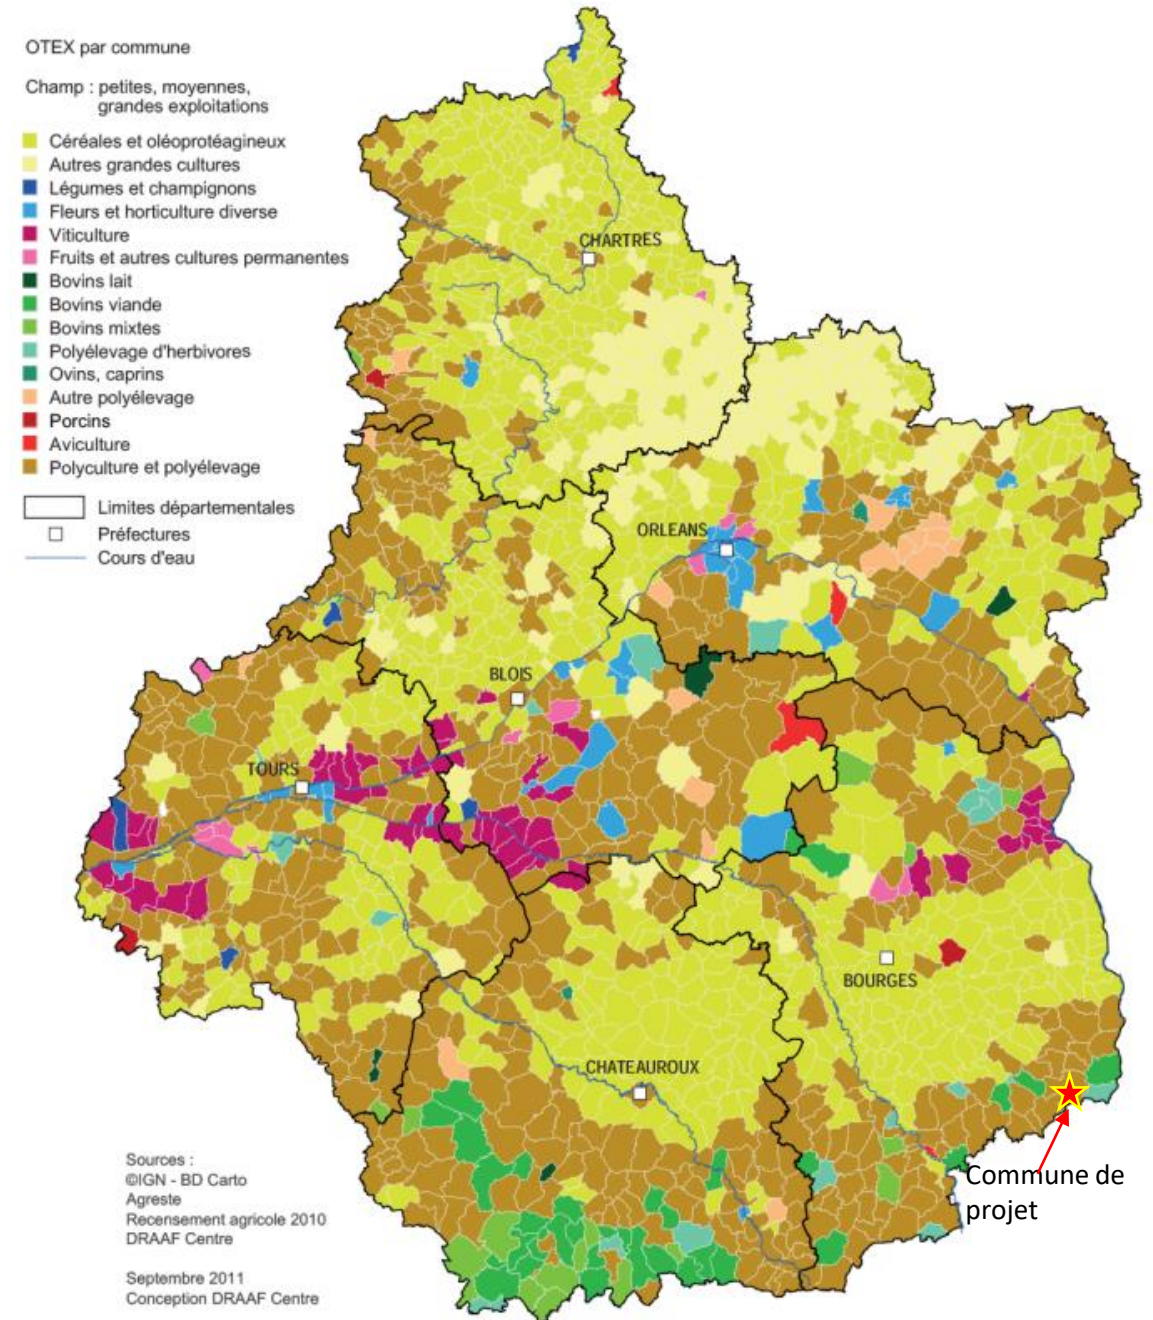 OTEX par commune
Champ : petites, moyennes,
grandes exploitations
Céréales et oléoprotéagineux
Autres grandes cultures
Légumes et champignons
Fleurs et horticulture diverse
Viticulture
Fruits et autres cultures permanentes
Bovins lait
Bovins viande
Bovins mixtes
Polyélevage d'herbivores
Ovins, caprins
Autre polyélevage
Porcins
Aviculture
Polyculture et polyélevage
Limites départementales
Préfectures
Cours d'eau
CHARTRES
ORLEANS
BLOIS
TOURS
BOURGES
CHATEAUROUX
Commune de
projet
Sources :
©IGN - BD Carto
Agreste
Recensement agricole 2010
DRAAF Centre
Septembre 2011
Conception DRAAF Centre